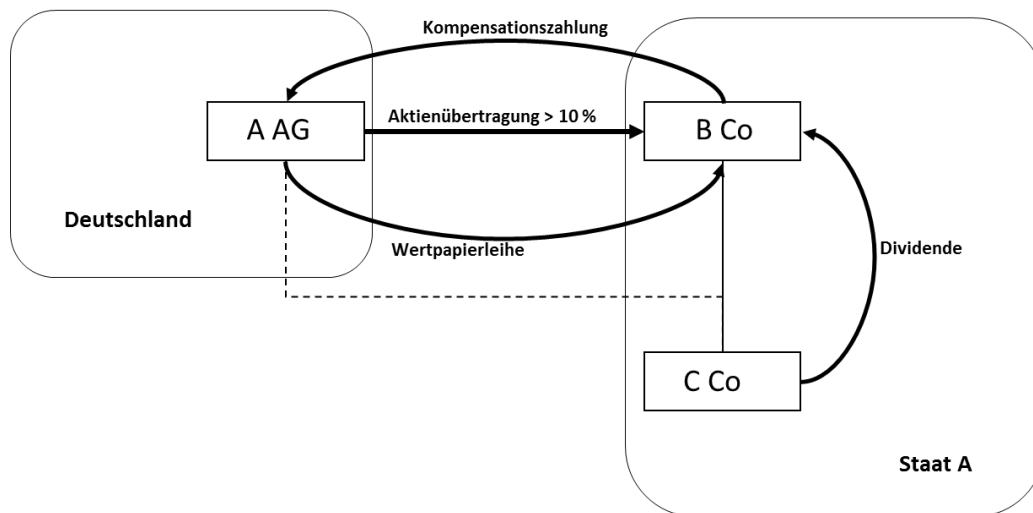 Kompensationszahlung
A AG
Aktienübertragung > 10 %
B Co
Deutschland
Wertpapierleihe
Dividende
C Co
Staat A